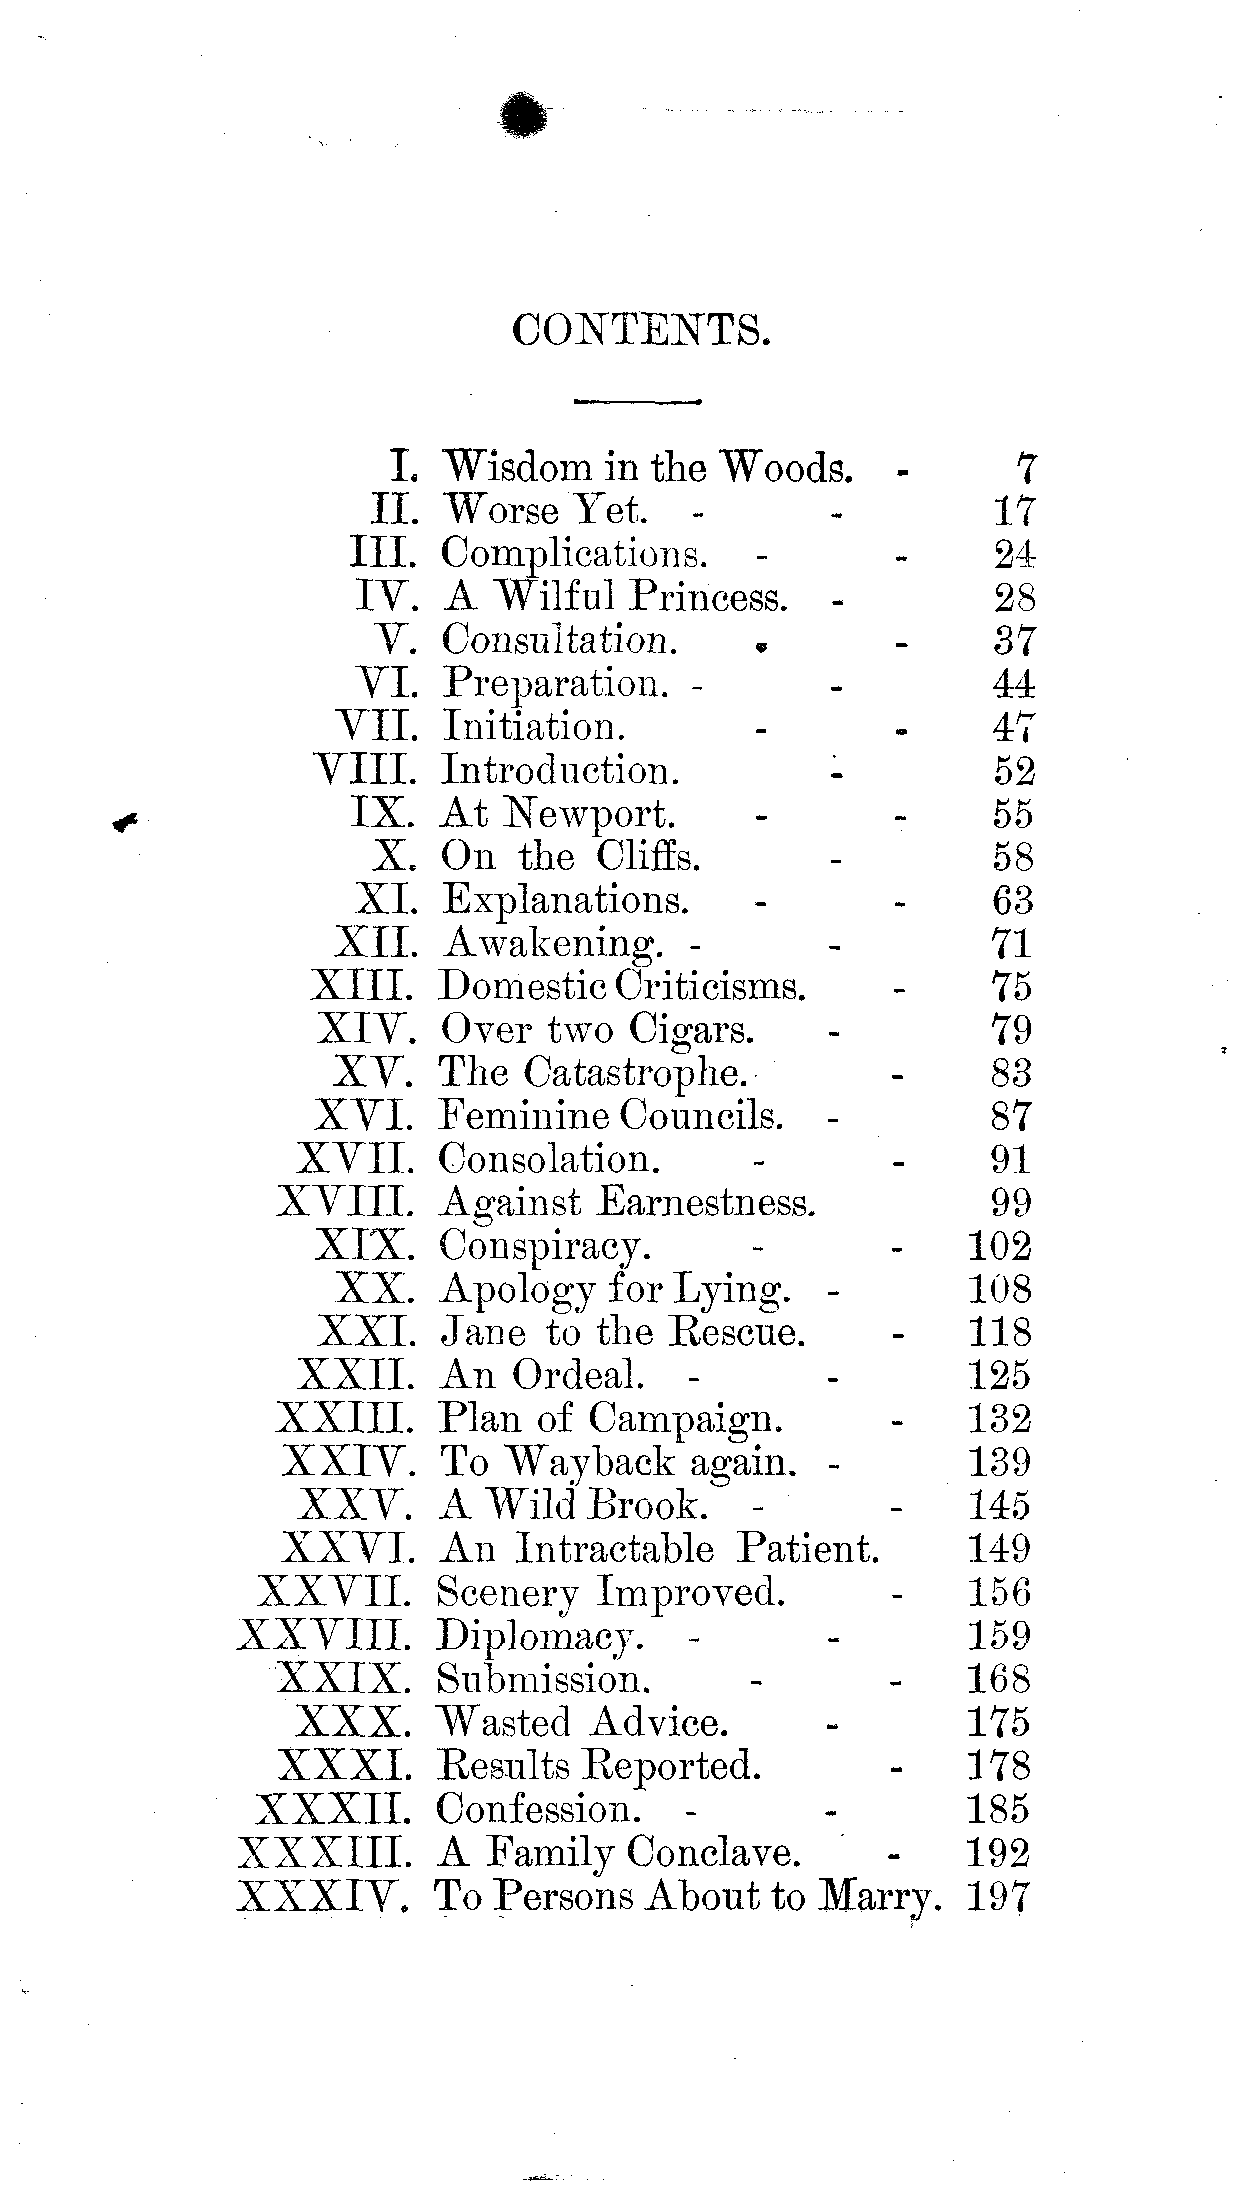 CONTENTS.
I. Wisdom in the Woods. - 7
II. Worse Yet. - - 17
III. Complications. - - 24
IV. A Wilful Princess. - 28
V. Consultation. - - 37
VI. Preparation. - - 44
VII. Initiation. - - 47
VIII. Introduction. - 52
IX. At Newport. - - 55
X. On the Cliffs. - 58
XI. Explanations. - - 63
XII. Awakening. - - 71
XIII. Domestic Criticisms. - 75
XIV. Over two Cigars. - 79
XV. The Catastrophe. - 83
XVI. Feminine Councils. - 87
XVII. Consolation. - - 91
XVIII. Against Earnestness. 99
XIX. Conspiracy. - - 102
XX. Apology for Lying. - 108
XXI. Jane to the Rescue. - 118
XXII. An Ordeal. - - 125
XXIII. Plan of Campaign. - 132
XXIV. To Wayback again. - 139
XXV. A Wild Brook. - - 145
XXVI. An Intractable Patient. 149
XXVII. Scenery Improved. - 156
XXVIII. Diplomacy. - - 159
XXIX. Submission. - - 168
XXX. Wasted Advice. - 175
XXXI. Results Reported. - 178
XXXII. Confession. - - 185
XXXIII. A Family Conclave. - 192
XXXIV. To Persons About to Marry. 197